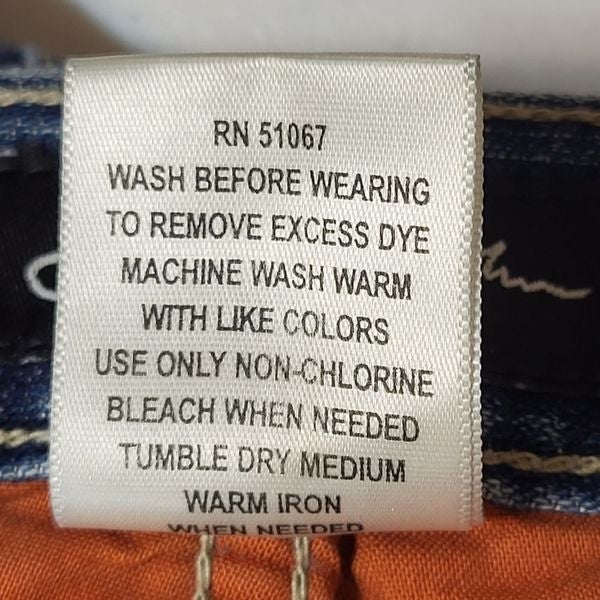 RN 51067
WASH BEFORE WEARING
TO REMOVE EXCESS DYE
MACHINE WASH WARM
WITH LIKE COLORS
USE ONLY NON-CHLORINE
BLEACH WHEN NEEDED
TUMBLE DRY MEDIUM
WARM IRON
WHEN NEEDED